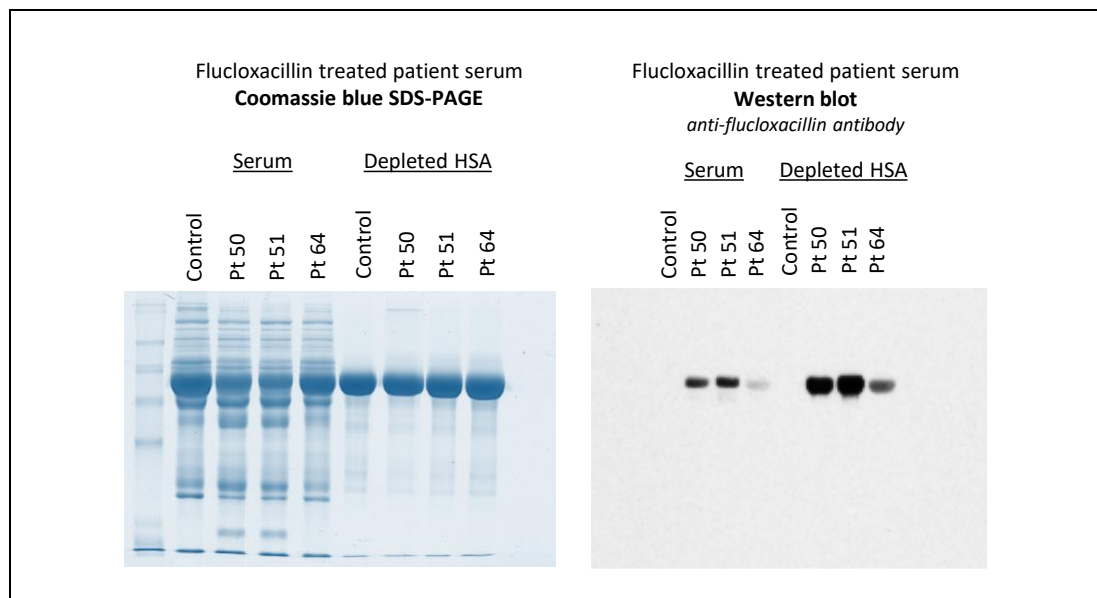 Flucloxacillin treated patient serum
Coomassie blue SDS-PAGE
Serum Depleted HSA
Control Pt 50 Pt 51 Pt 64 Control Pt 50 Pt 51 Pt 64
Flucloxacillin treated patient serum
Western blot
anti-flucloxacillin antibody
Serum Depleted HSA
Control Pt 50 Pt 51 Pt 64 Control Pt 50 Pt 51 Pt 64